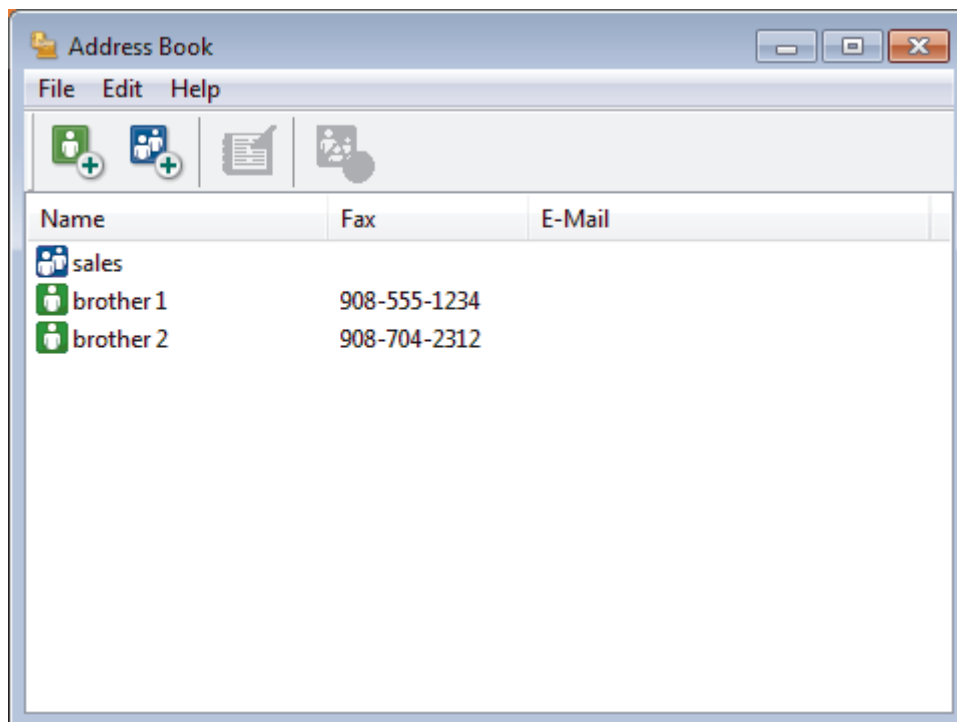 Address Book
File Edit Help
Name Fax E-Mail
sales
brother 1 908-555-1234
brother 2 908-704-2312